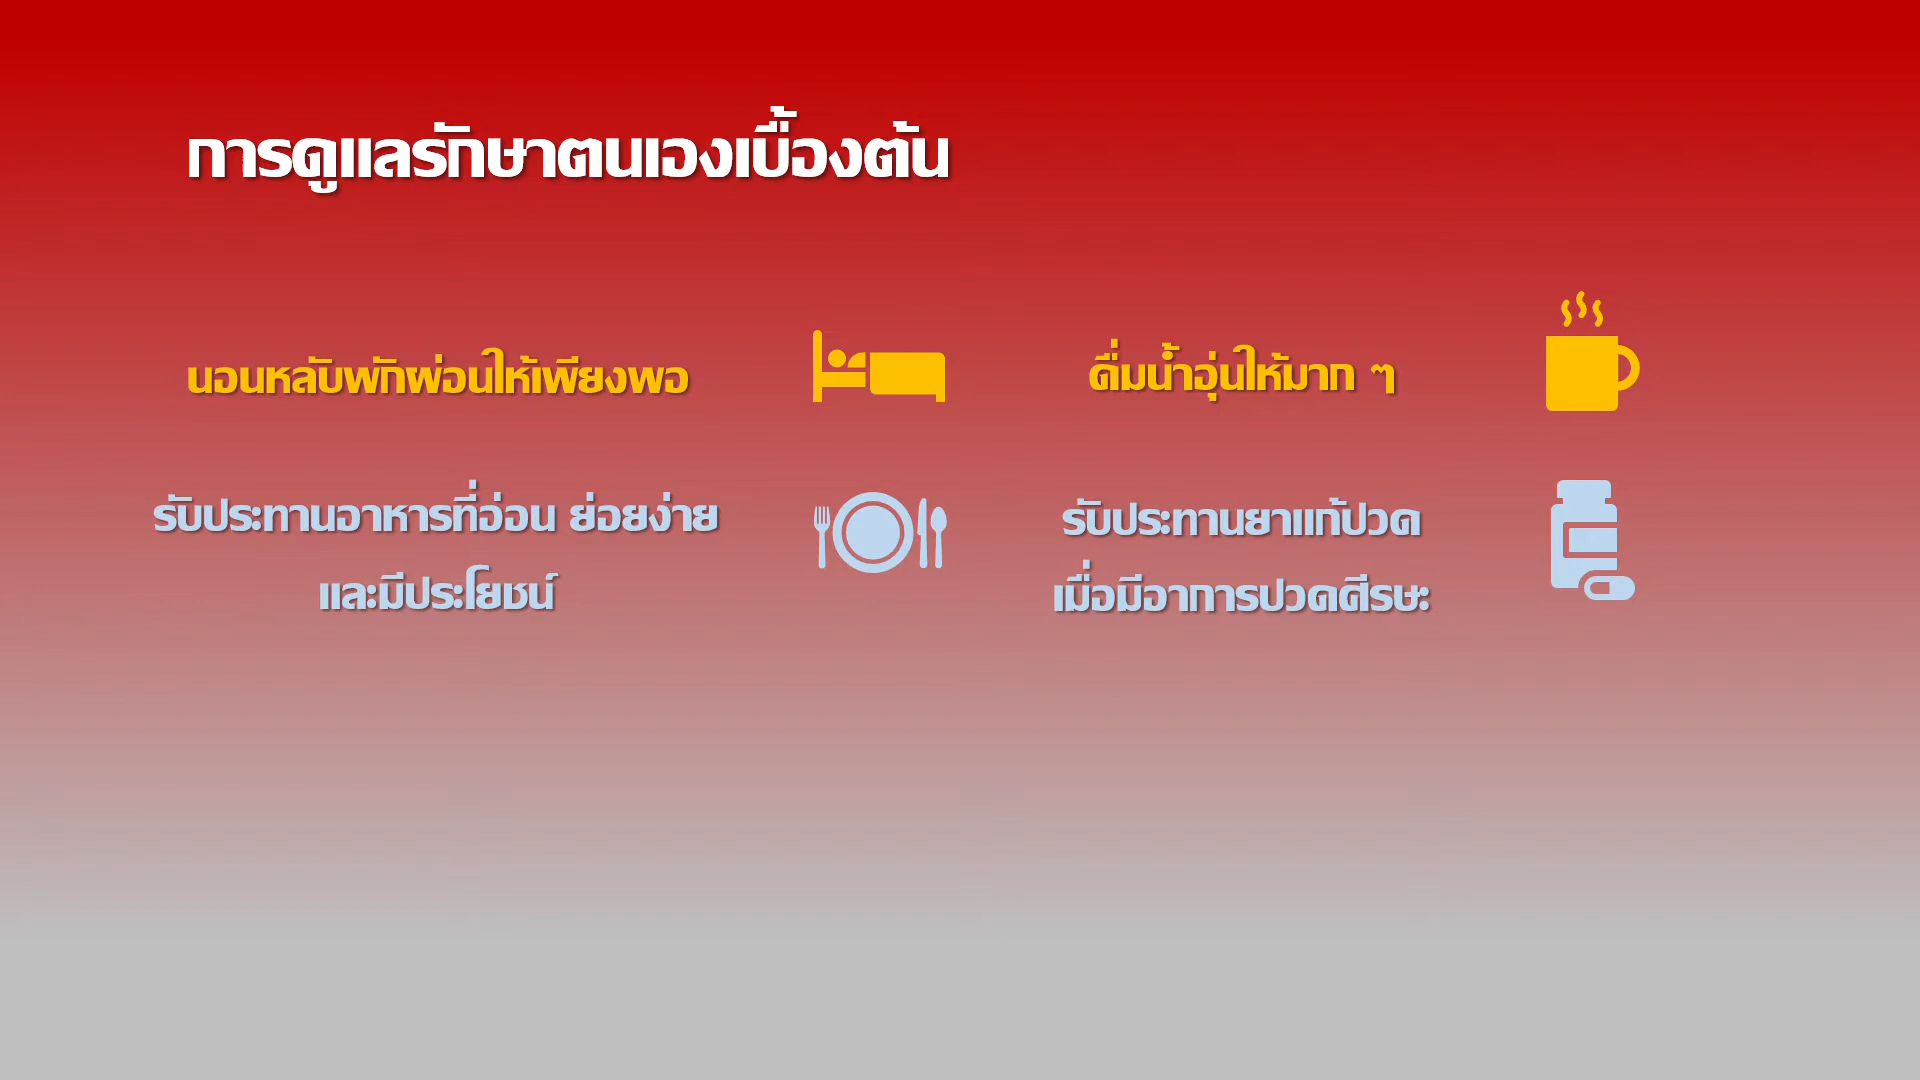 การดูแลรักษาตนเองเบื้องต้น
นอนหลับพักผ่อนให้เพียงพอ
ดื่มน้ำอุ่นให้มาก ๆ
รับประทานอาหารที่อ่อน ย่อยง่าย
และมีประโยชน์
รับประทานยาแก้ปวด
เมื่อมีอาการปวดศีรษะ